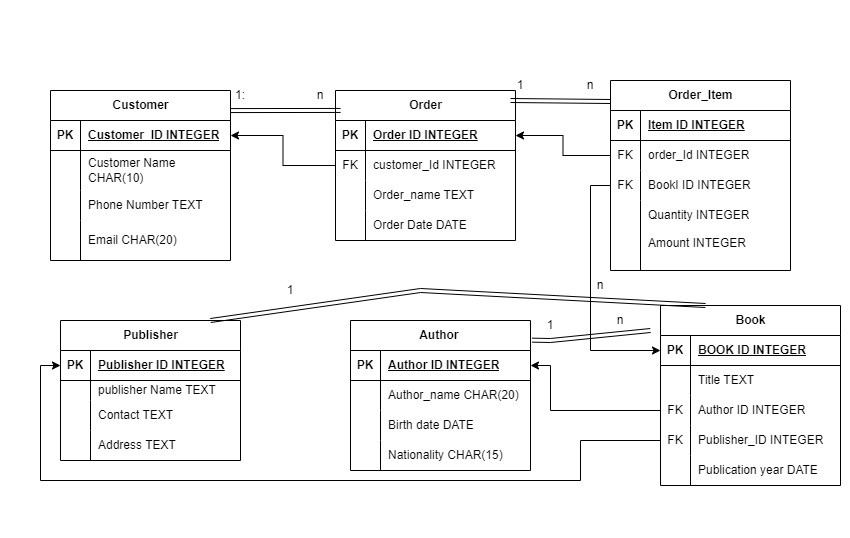 1:
n
1
n
Customer
PK Customer_ID INTEGER
Customer Name
CHAR(10)
Phone Number TEXT
Email CHAR(20)
Order
PK Order ID INTEGER
FK customer_Id INTEGER
Order_name TEXT
Order Date DATE
Order_Item
PK Item ID INTEGER
FK order_Id INTEGER
FK BookI ID INTEGER
Quantity INTEGER
Amount INTEGER
1
n
1
n
Publisher
PK Publisher ID INTEGER
publisher Name TEXT
Contact TEXT
Address TEXT
Author
PK Author ID INTEGER
Author_name CHAR(20)
Birth date DATE
Nationality CHAR(15)
Book
PK BOOK ID INTEGER
Title TEXT
FK Author ID INTEGER
FK Publisher_ID INTEGER
Publication year DATE